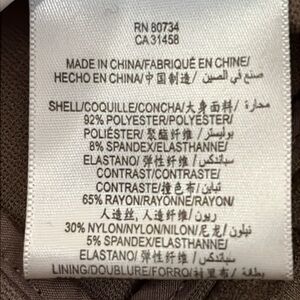 RN 80734
CA 31458
MADE IN CHINA/FABRIQUÉ EN CHINE/
HECHO EN CHINA/中国制造/ صنع في الصين
SHELL/COQUILLE/CONCHA/大身面料/ محارة/
92% POLYESTER/POLYESTER/
POLIÉSTER/ 聚酯纤维 / بوليستر
8% SPANDEX/ELASTHANNE/
ELASTANO/ 弹性纤维 / سباندكس
CONTRAST/CONTRASTE/
CONTRASTE/撞色布/ تباين
65% RAYON/RAYONNE/RAYON/
人造丝, 人造纤维 / ريون
30% NYLON/NYLON/NILON/尼龙/ نيلون
5% SPANDEX/ELASTHANNE/
ELASTANO/ 弹性纤维 / سباندكس
LINING/DOUBLURE/FORRO/衬里布/ بطانة